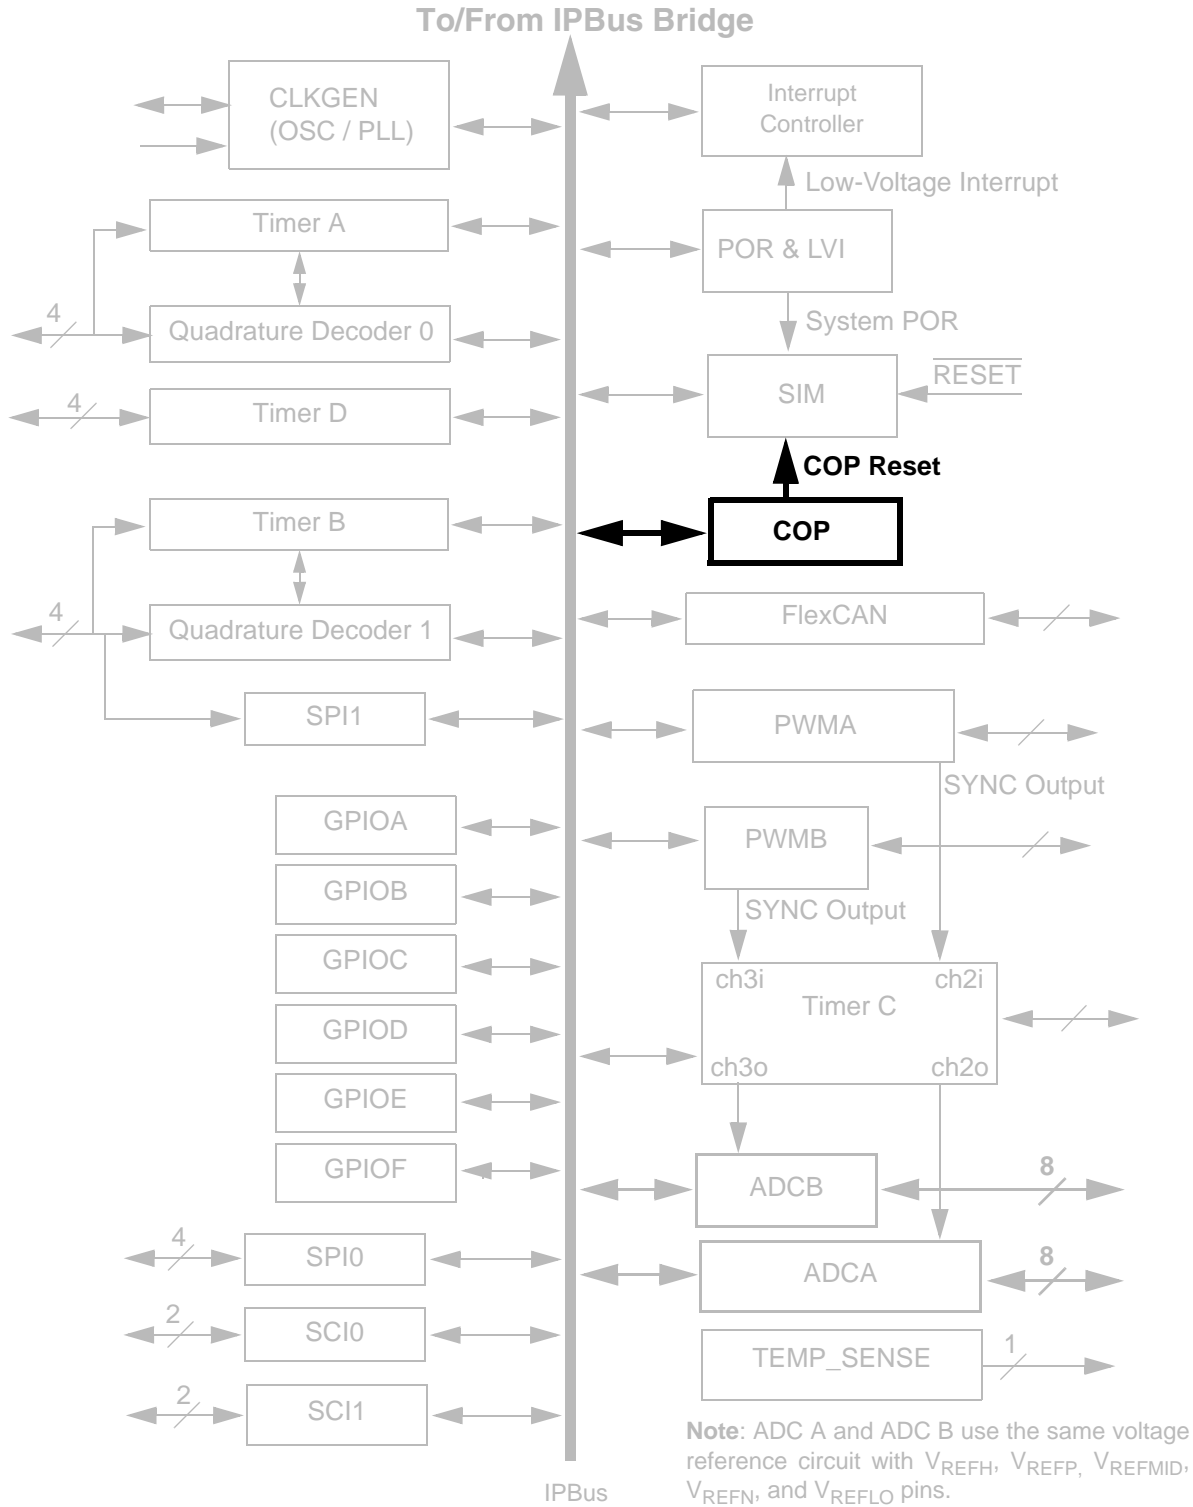 To/From IPBus Bridge
CLKGEN
(OSC / PLL)
Interrupt
Controller
Low-Voltage Interrupt
Timer A
POR & LVI
4
Quadrature Decoder 0
System POR
RESET
SIM
4
Timer D
COP Reset
COP
Timer B
FlexCAN
4
Quadrature Decoder 1
SPI1
PWMA
SYNC Output
GPIOA
PWMB
GPIOB
SYNC Output
GPIOC
ch3i
ch2i
Timer C
GPIOD
ch3o
ch2o
GPIOE
GPIOF
ADCB
8
4
SPI0
ADCA
8
2
SCI0
TEMP_SENSE
1
2
SCI1
Note: ADC A and ADC B use the same voltage
reference circuit with VREFH, VREFP, VREFMID,
VREFN, and VREFLO pins.
IPBus